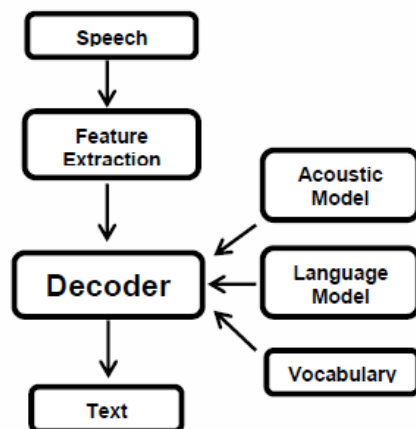 Speech
Feature
Extraction
Acoustic
Model
Decoder
Language
Model
Vocabulary
Text